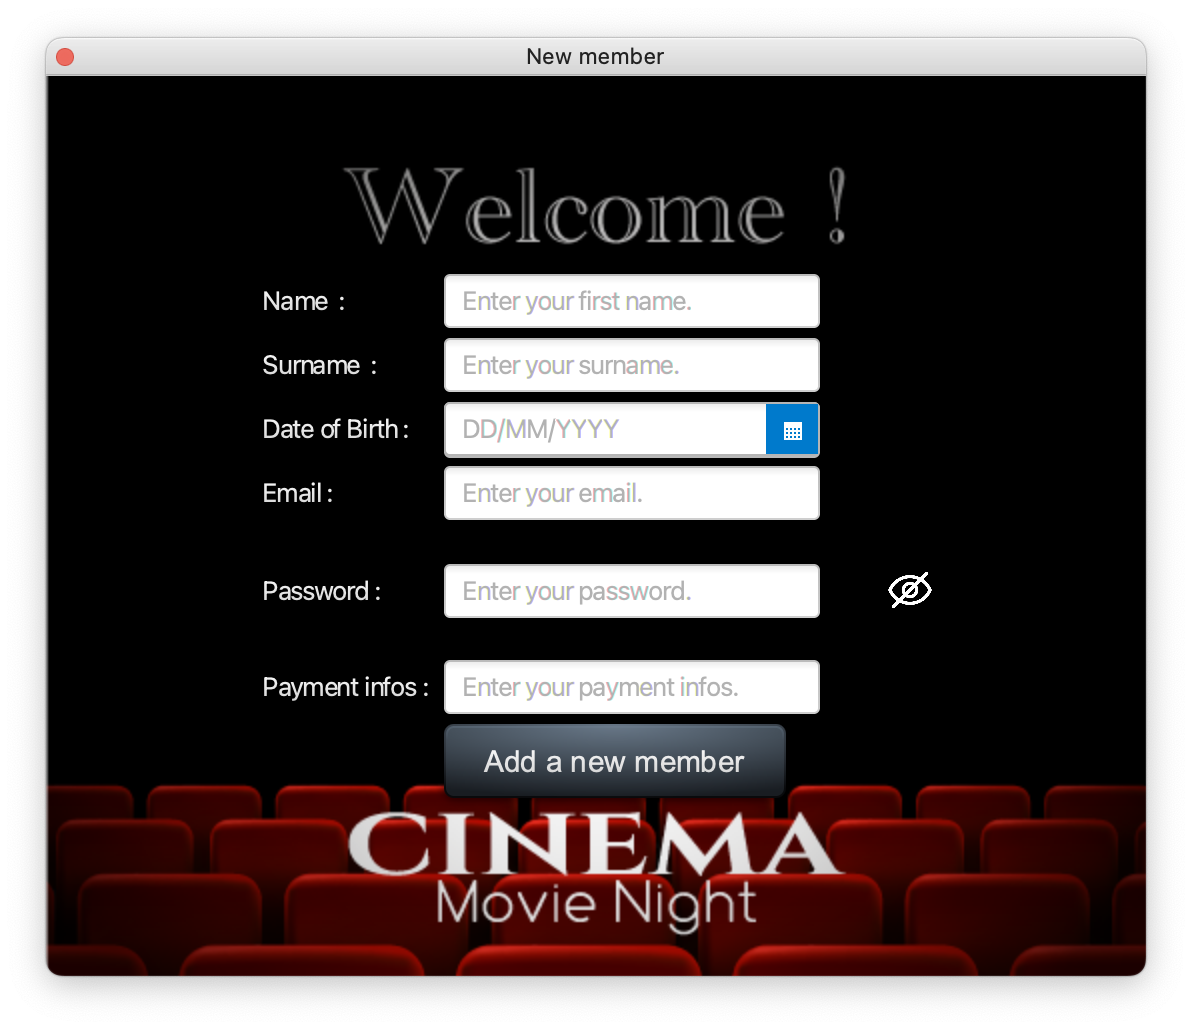 New member
Welcome !
Name : Enter your first name.
Surname : Enter your surname.
Date of Birth : DD/MM/YYYY
Email : Enter your email.
Password : Enter your password.
Payment infos : Enter your payment infos.
Add a new member
CINEMA
Movie Night